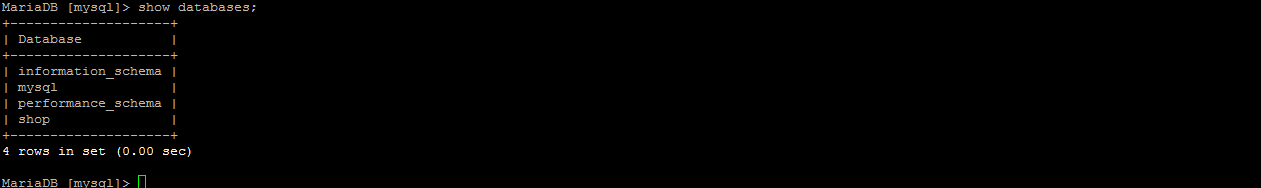 MariaDB [mysql]> show databases;
+--------------------+
| Database           |
+--------------------+
| information_schema |
| mysql              |
| performance_schema |
| shop               |
+--------------------+
4 rows in set (0.00 sec)

MariaDB [mysql]>